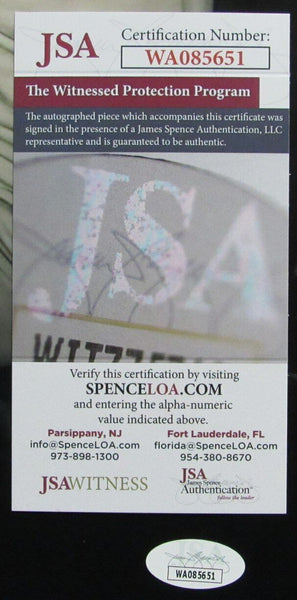 JSA
Certification Number:
WA085651
The Witnessed Protection Program
The autographed piece which accompanies this certificate was
signed in the presence of a James Spence Authentication, LLC
representative and is guaranteed to be authentic.
JSA
Verify this certification by visiting
SPENCELOA.COM
and entering the alpha-numeric
value indicated above.
Parsippany, NJ
info@SpenceLOA.com
973-898-1300
Fort Lauderdale, FL
florida@SpenceLOA.com
954-380-8670
JSAWITNESS
JSA
James Spence
Authentication
follow the leader
WA085651